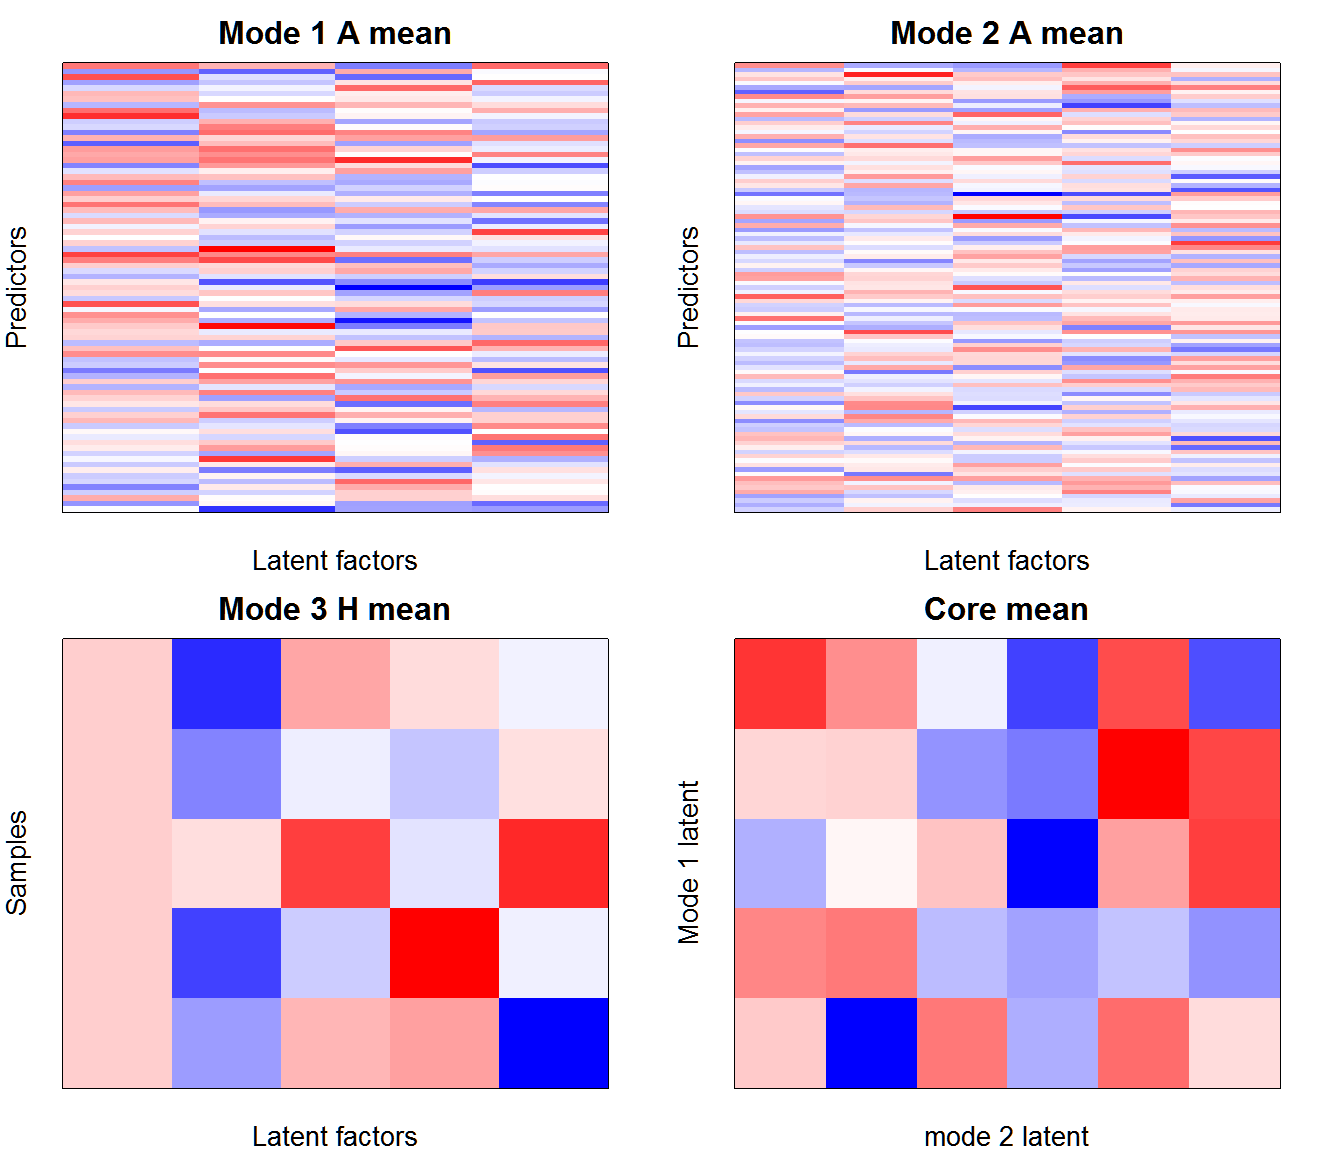 Mode 1 A mean
Predictors
Latent factors
Mode 2 A mean
Predictors
Latent factors
Mode 3 H mean
Samples
Latent factors
Core mean
Mode 1 latent
mode 2 latent